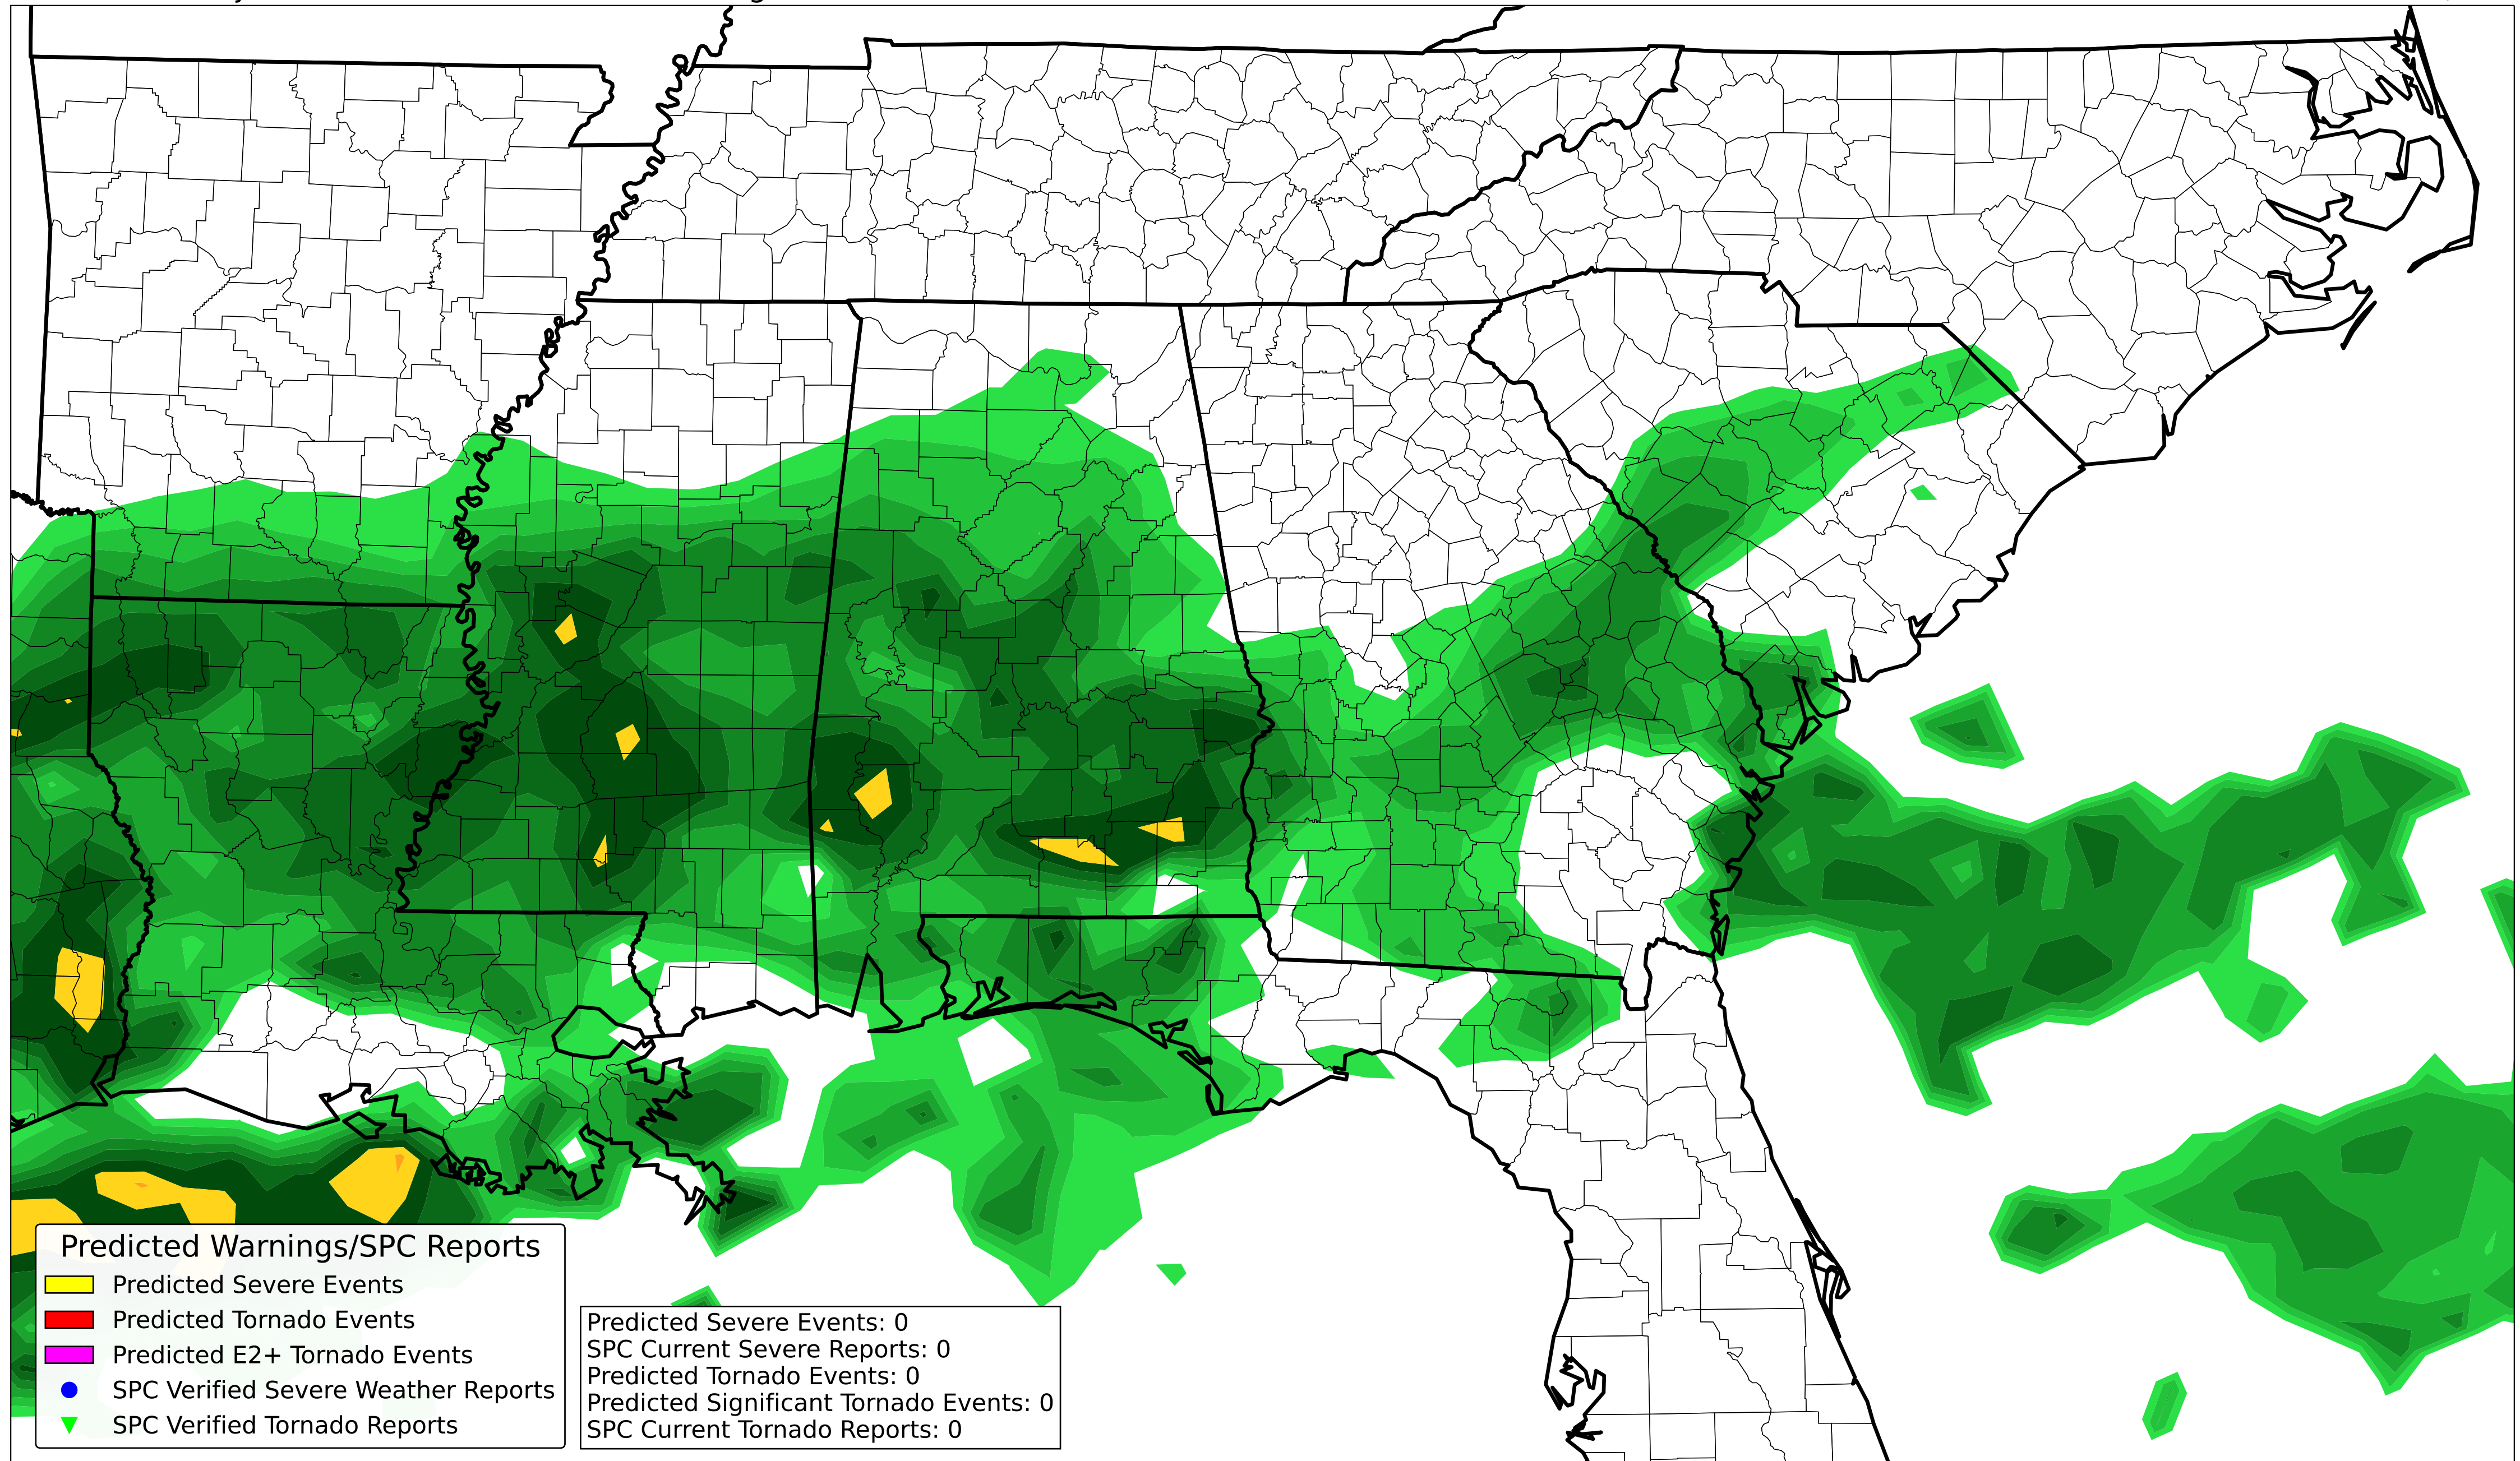 Predicted Warnings/SPC Reports
Predicted Severe Events
Predicted Tornado Events
Predicted E2+ Tornado Events
SPC Verified Severe Weather Reports
SPC Verified Tornado Reports
Predicted Severe Events: 0
SPC Current Severe Reports: 0
Predicted Tornado Events: 0
Predicted Significant Tornado Events: 0
SPC Current Tornado Reports: 0